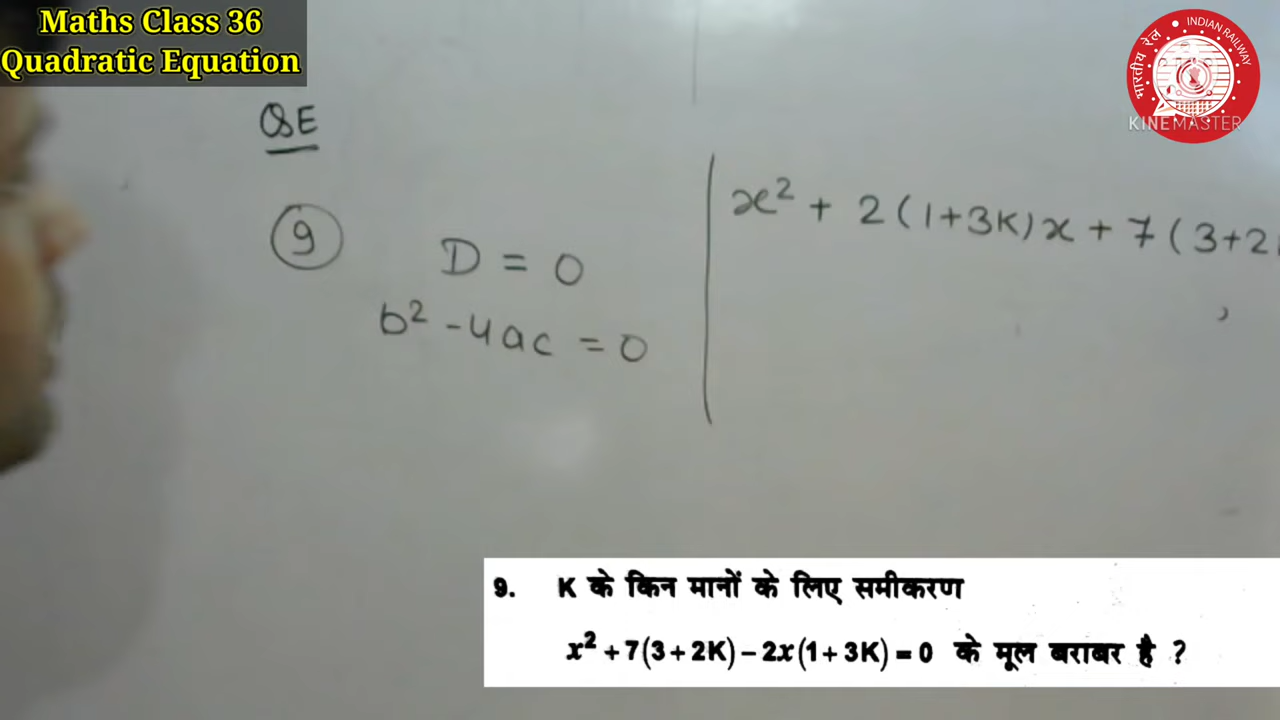 Maths Class 36
Quadratic Equation
भारतीय रेल
INDIAN RAILWAY
KINEMASTER
QE
9
D = 0
b² - 4ac = 0
x² + 2(1+3K)x + 7(3+2
9. K के किन मानों के लिए समीकरण
x² + 7(3 + 2K) – 2x(1 + 3K) = 0 के मूल बराबर है ?